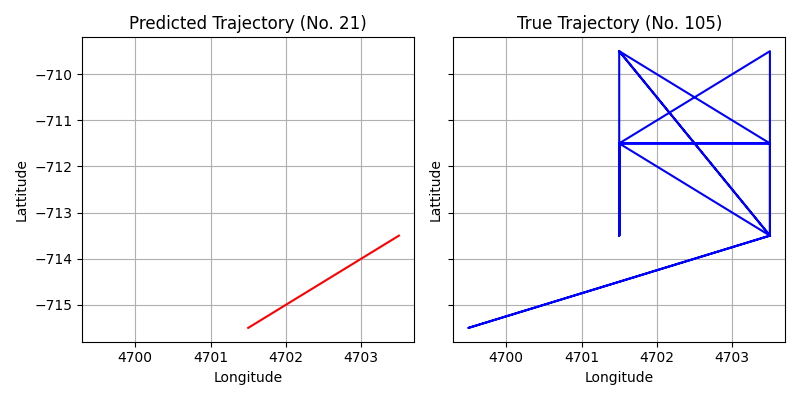 Predicted Trajectory (No. 21)
True Trajectory (No. 105)
−710
−711
−712
−713
−714
−715
Lattitude
Lattitude
4700
4701
4702
4703
4700
4701
4702
4703
Longitude
Longitude